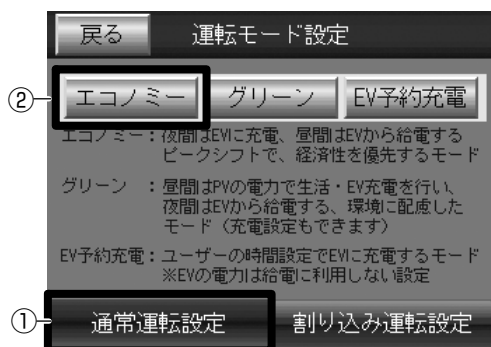 戻る 運転モード設定
② エコノミー グリーン EV予約充電
エコノミー：夜間はEVに充電、昼間はEVから給電する
ピークシフトで、経済性を優先するモード
グリーン ：昼間はPVの電力で生活・EV充電を行い、
夜間はEVから給電する、環境に配慮した
モード（充電設定もできます）
EV予約充電：ユーザーの時間設定でEVに充電するモード
※EVの電力は給電に利用しない設定
① 通常運転設定 割り込み運転設定